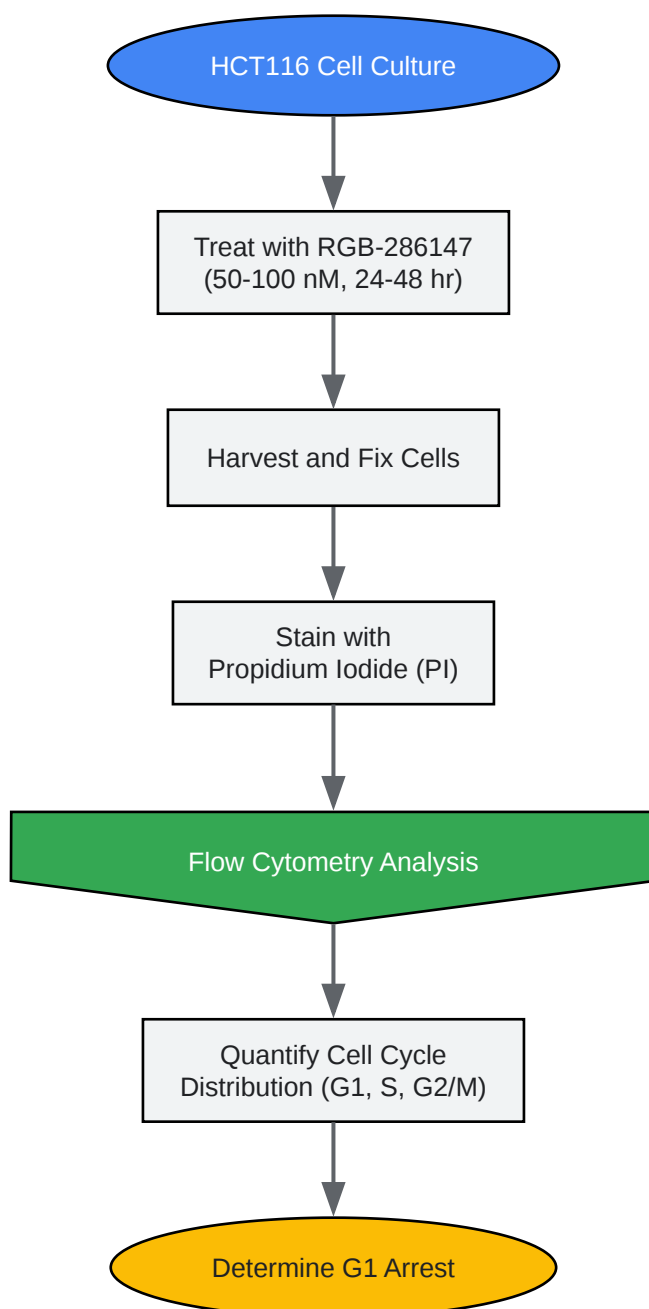 HCT116 Cell Culture
Treat with RGB-286147
(50-100 nM, 24-48 hr)
Harvest and Fix Cells
Stain with
Propidium Iodide (PI)
Flow Cytometry Analysis
Quantify Cell Cycle
Distribution (G1, S, G2/M)
Determine G1 Arrest